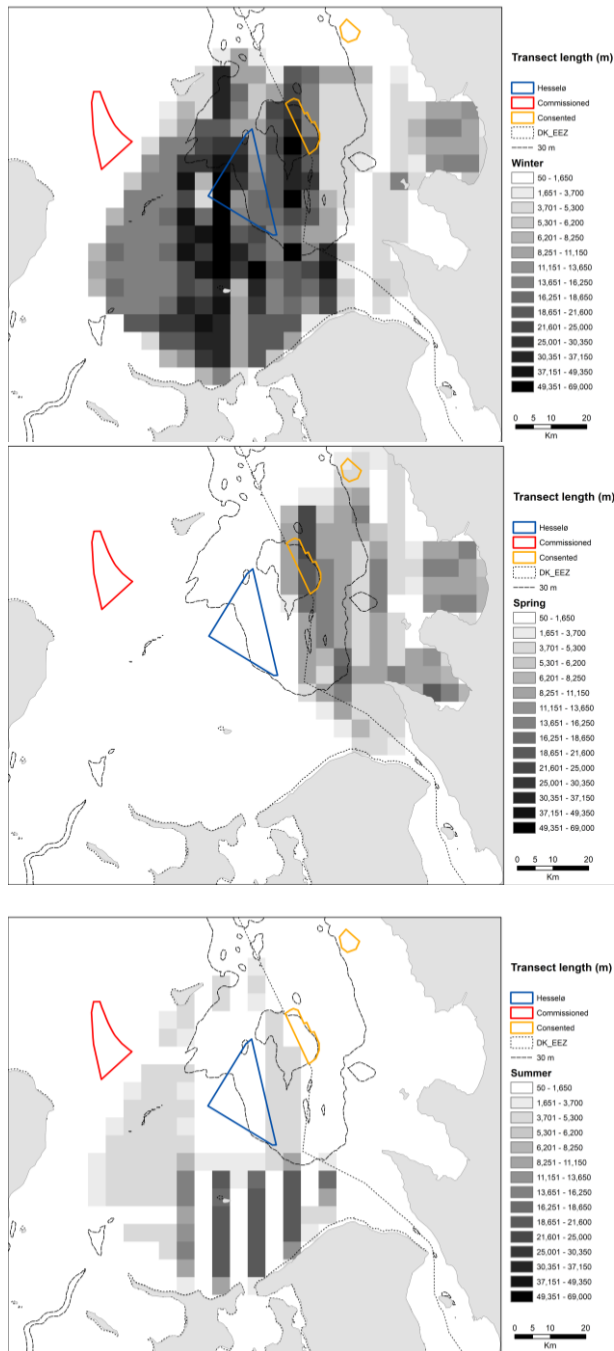 Transect length (m)
Hesselø
Commissioned
Consented
DK_EEZ
30 m
Winter
50 - 1,650
1,651 - 3,700
3,701 - 5,300
5,301 - 6,200
6,201 - 8,250
8,251 - 11,150
11,151 - 13,650
13,651 - 16,250
16,251 - 18,650
18,651 - 21,600
21,601 - 25,000
25,001 - 30,350
30,351 - 37,150
37,151 - 49,350
49,351 - 69,000
0 5 10 20
Km
Transect length (m)
Hesselø
Commissioned
Consented
DK_EEZ
30 m
Spring
50 - 1,650
1,651 - 3,700
3,701 - 5,300
5,301 - 6,200
6,201 - 8,250
8,251 - 11,150
11,151 - 13,650
13,651 - 16,250
16,251 - 18,650
18,651 - 21,600
21,601 - 25,000
25,001 - 30,350
30,351 - 37,150
37,151 - 49,350
49,351 - 69,000
0 5 10 20
Km
Transect length (m)
Hesselø
Commissioned
Consented
DK_EEZ
30 m
Summer
50 - 1,650
1,651 - 3,700
3,701 - 5,300
5,301 - 6,200
6,201 - 8,250
8,251 - 11,150
11,151 - 13,650
13,651 - 16,250
16,251 - 18,650
18,651 - 21,600
21,601 - 25,000
25,001 - 30,350
30,351 - 37,150
37,151 - 49,350
49,351 - 69,000
0 5 10 20
Km